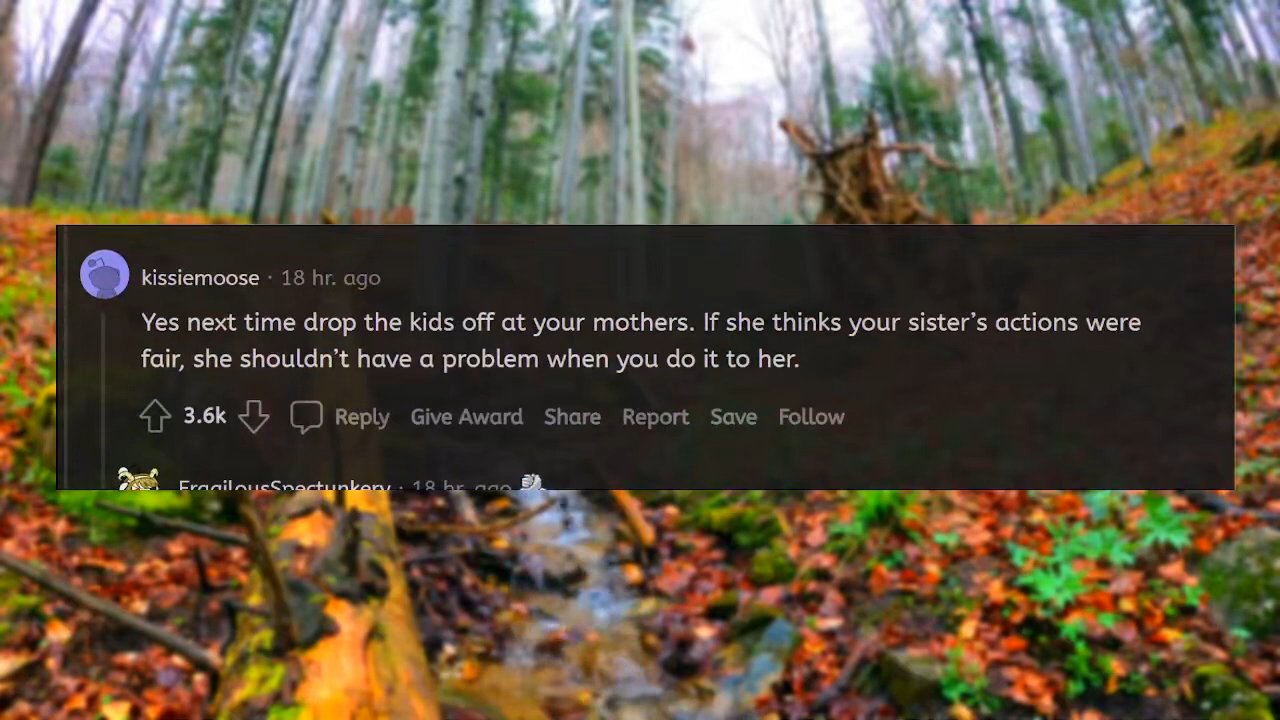 kissiemoose · 18 hr. ago
Yes next time drop the kids off at your mothers. If she thinks your sister’s actions were
fair, she shouldn’t have a problem when you do it to her.
3.6k Reply Give Award Share Report Save Follow
FragilousSpectunkery · 18 hr. ago